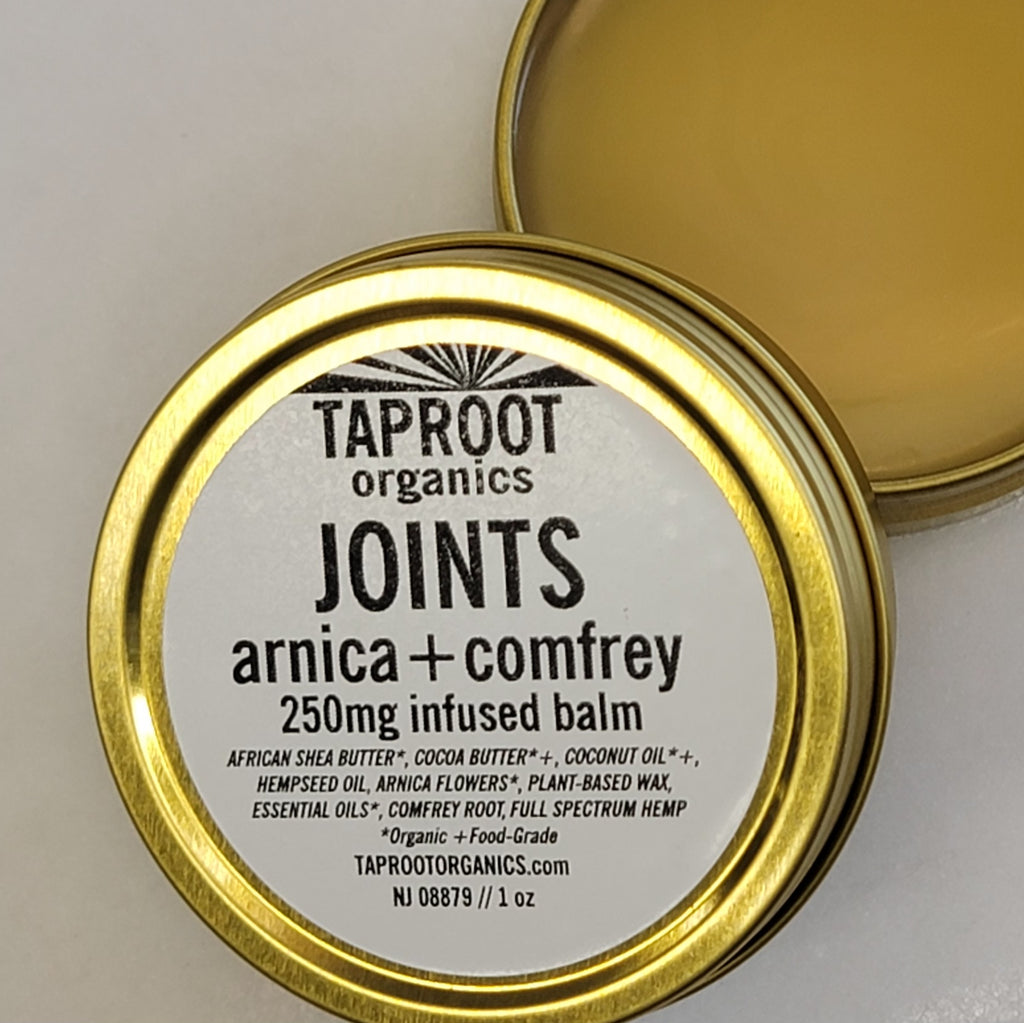 TAPROOT
organics
JOINTS
arnica + comfrey
250mg infused balm
AFRICAN SHEA BUTTER*, COCOA BUTTER*+, COCONUT OIL*+,
HEMPSEED OIL, ARNICA FLOWERS*, PLANT-BASED WAX,
ESSENTIAL OILS*, COMFREY ROOT, FULL SPECTRUM HEMP
*Organic +Food-Grade
TAPROOTORGANICS.com
NJ 08879 // 1 oz